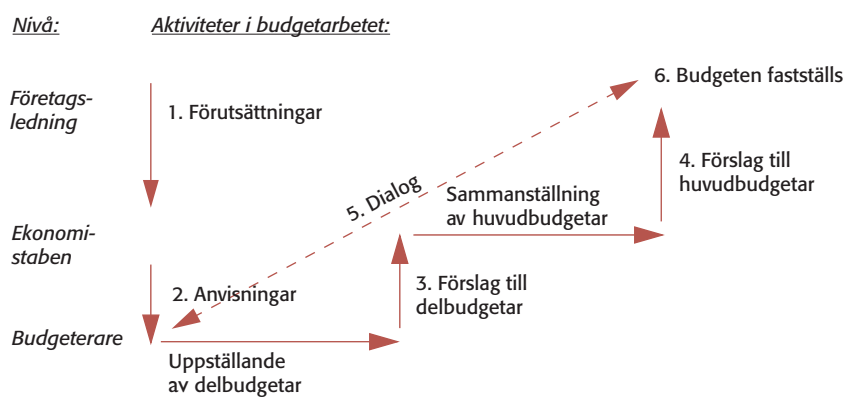 Nivå: Aktiviteter i budgetarbetet:
6. Budgeten fastställs
Företags-
ledning
1. Förutsättningar
4. Förslag till
huvudbudgetar
5. Dialog
Sammanställning
av huvudbudgetar
Ekonomi-
staben
2. Anvisningar
3. Förslag till
delbudgetar
Budgeterare
Uppställande
av delbudgetar